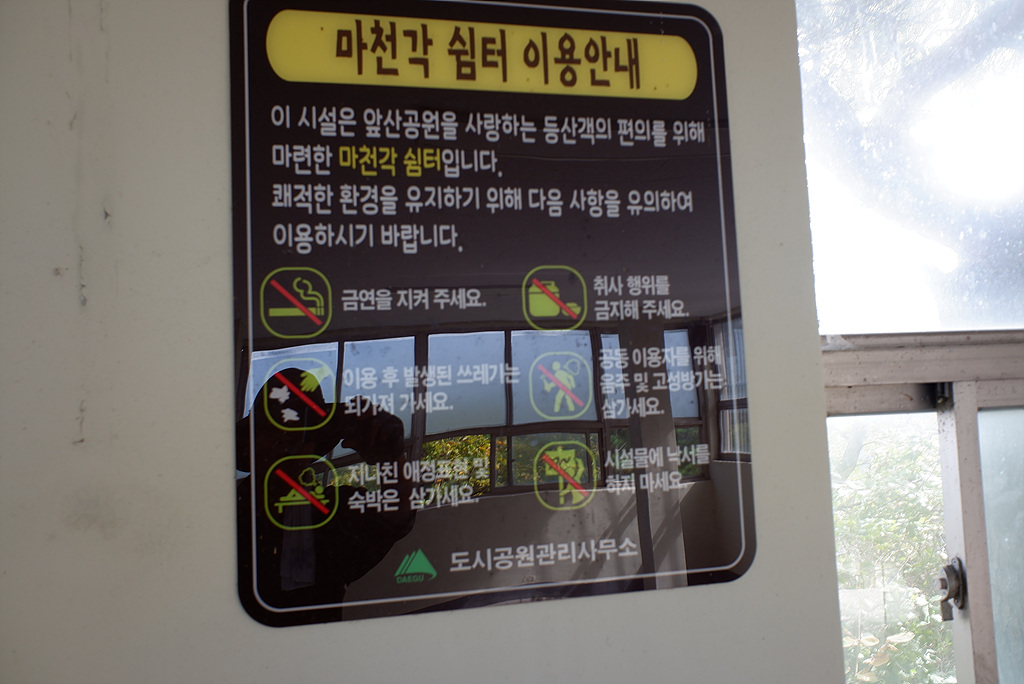 마천각 쉼터 이용안내
이 시설은 앞산공원을 사랑하는 등산객의 편의를 위해
마련한 마천각 쉼터입니다.
쾌적한 환경을 유지하기 위해 다음 사항을 유의하여
이용하시기 바랍니다.
금연을 지켜 주세요.
취사 행위를
금지해 주세요.
이용 후 발생된 쓰레기는
되가져 가세요.
공동 이용자를 위해
음주 및 고성방가는
삼가세요.
지나친 애정표현 및
숙박은 삼가세요.
시설물에 낙서를
하지 마세요.
DAEGU
도시공원관리사무소